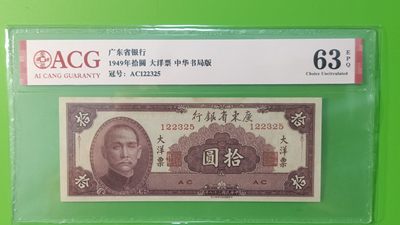 ACG
AI CANG GUARANTY
广东省银行
1949年拾圆 大洋票 中华书局版
冠号: AC122325
63 EPQ
Choice Uncirculated
行銀省東廣
拾
拾
122325
122325
大洋票
圓拾
大洋票
AC
AC
拾
拾